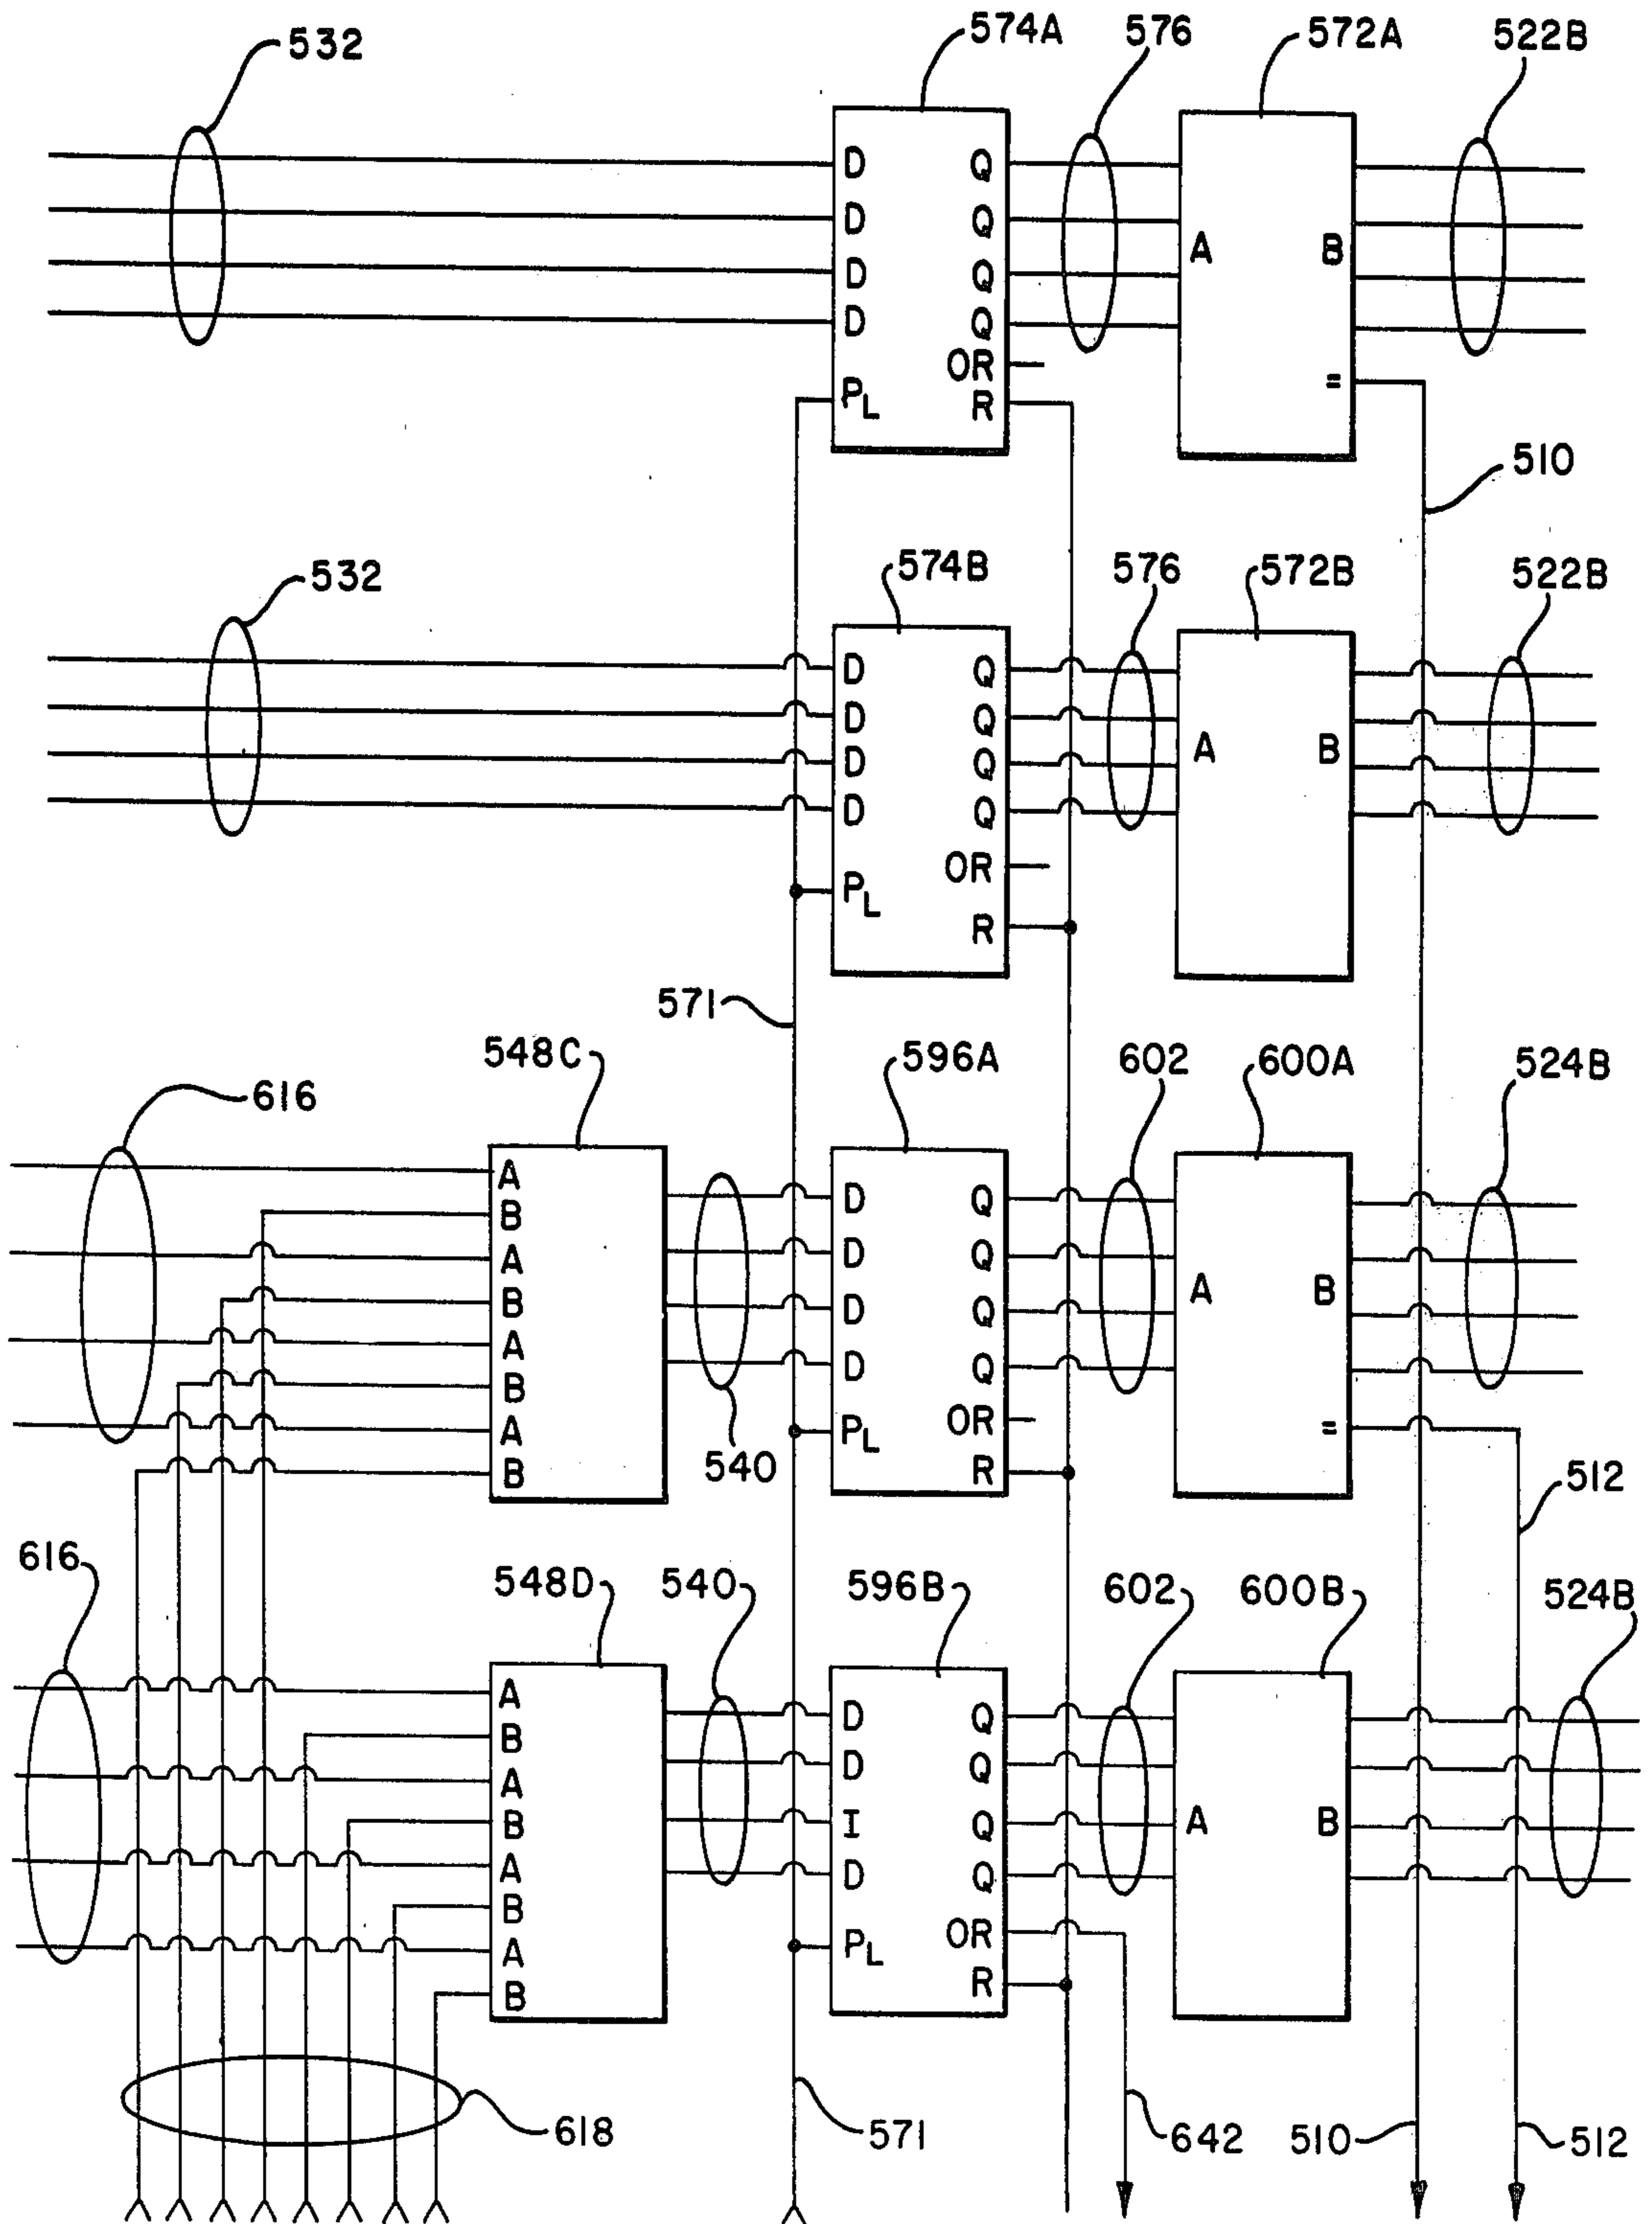 532
574A
576
572A
522B
D Q
D Q A B
D Q
D Q
OR
PL R =
510
532
574B
576
572B
522B
D Q
D Q
D Q A B
D Q
OR
PL
R
571
548C
596A
602
600A
524B
616
A
B D Q
A D Q
B D Q A B
A D Q
B OR
A PL =
B R
540
512
616
548D
540
596B
602
600B
524B
A D Q
B D Q
A I Q A B
B D Q
A OR
B PL
A R
B
618
571
642
510
512